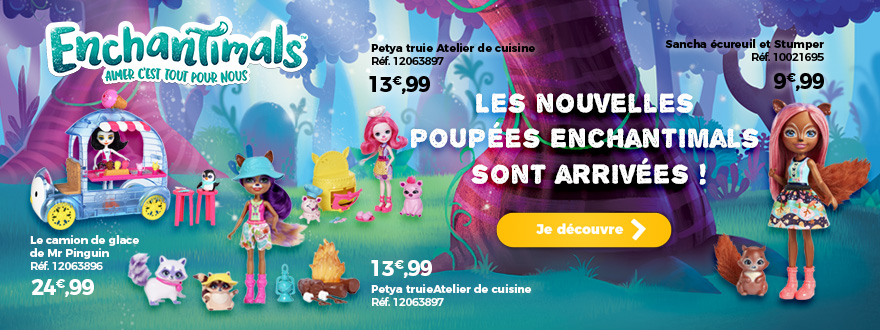 EnchanTimals™
AIMER C'EST TOUT POUR NOUS
Petya truie Atelier de cuisine
Réf. 12063897
13€,99
Sancha écureuil et Stumper
Réf. 10021695
9€,99
LES NOUVELLES
POUPÉES ENCHANTIMALS
SONT ARRIVÉES !
Je découvre
Le camion de glace
de Mr Pinguin
Réf. 12063896
24€,99
13€,99
Petya truieAtelier de cuisine
Réf. 12063897